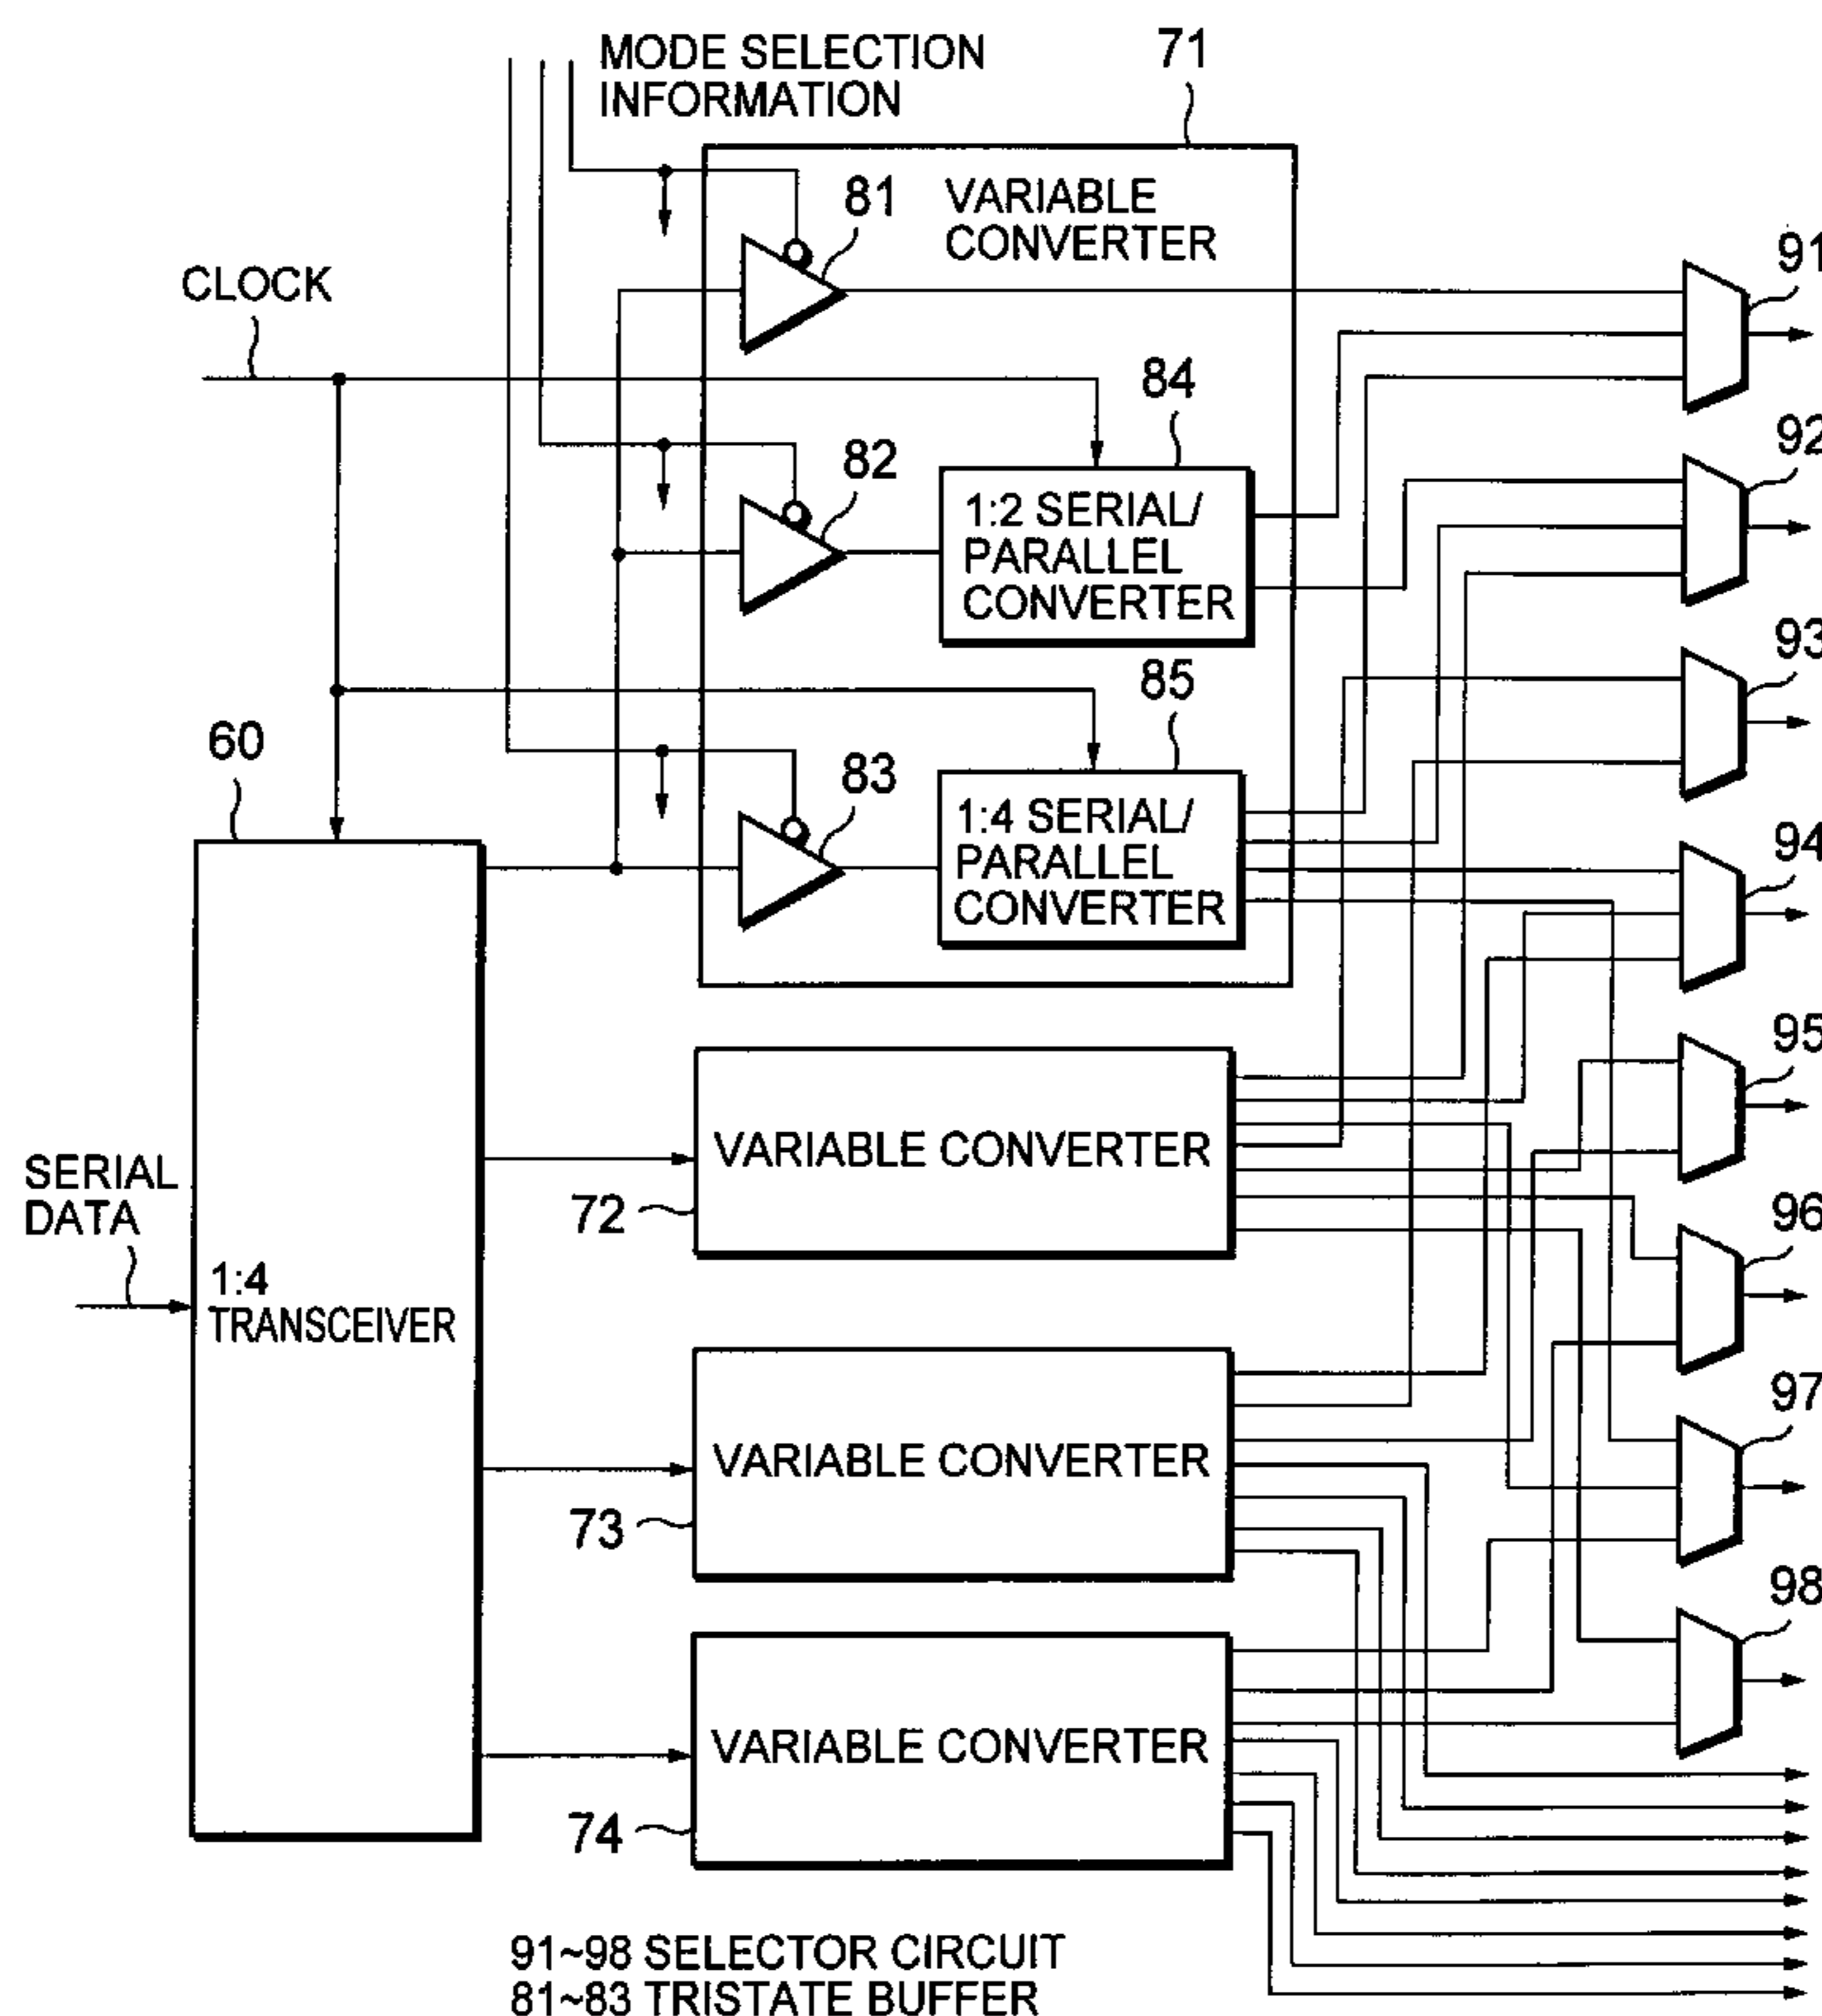 MODE SELECTION
INFORMATION
71
VARIABLE
CONVERTER
81
91
CLOCK
84
92
82
1:2 SERIAL/
PARALLEL
CONVERTER
93
85
60
83
1:4 SERIAL/
PARALLEL
CONVERTER
94
95
VARIABLE CONVERTER
72
SERIAL
DATA
96
1:4
TRANSCEIVER
97
VARIABLE CONVERTER
73
98
VARIABLE CONVERTER
74
91~98 SELECTOR CIRCUIT
81~83 TRISTATE BUFFER